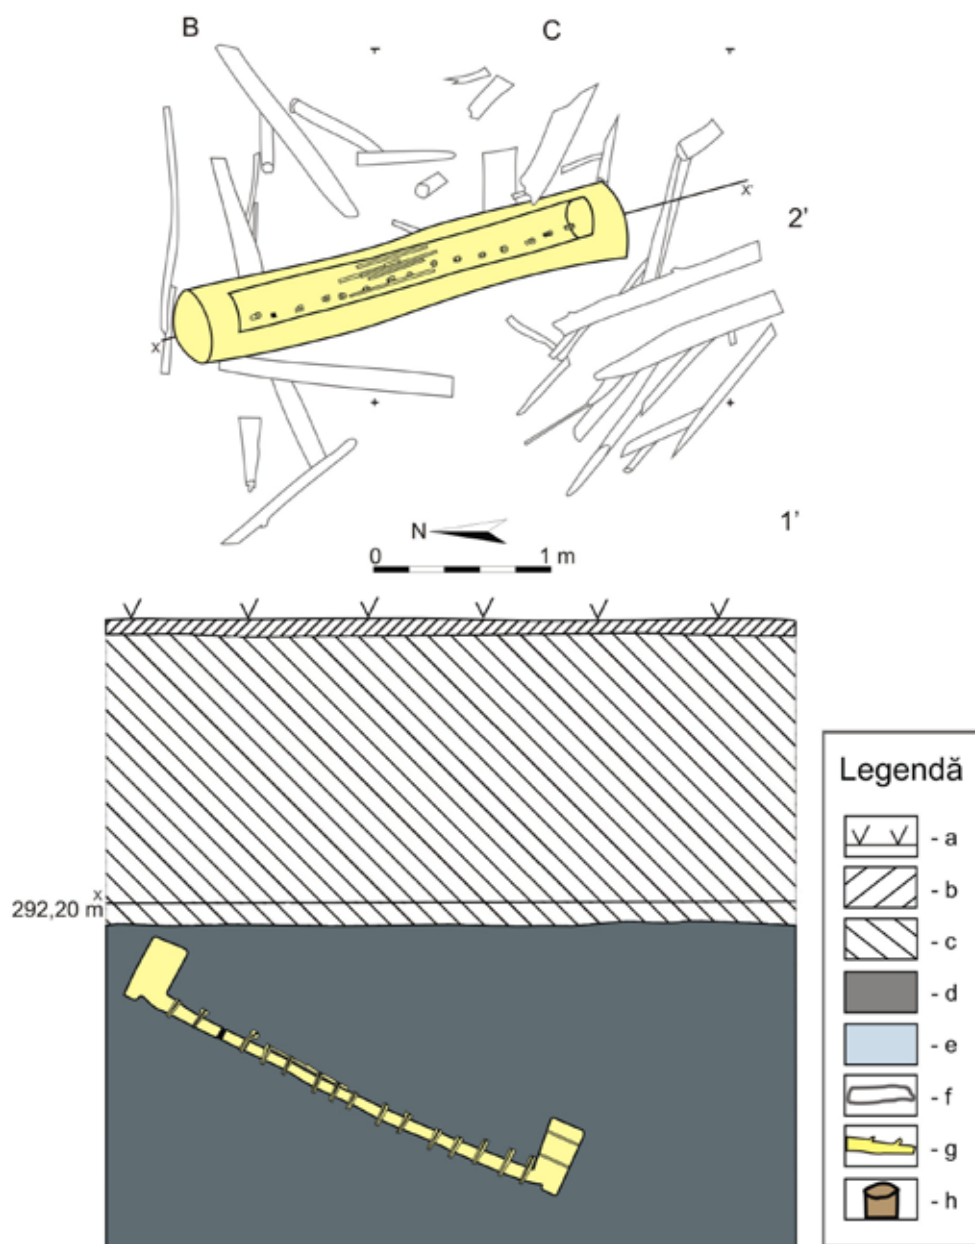 B C
x'
2'
x
N
1'
0 1 m
x
292,20 m
Legendă
- a
- b
- c
- d
- e
- f
- g
- h